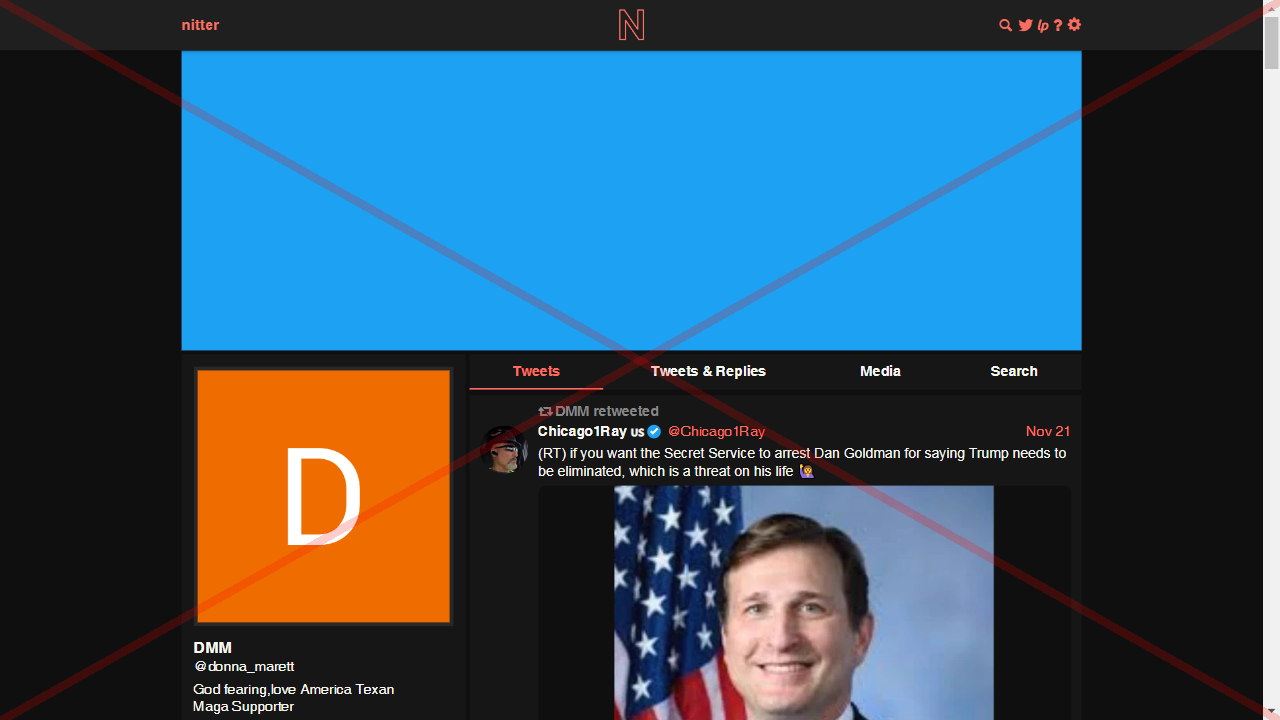 nitter
N
lp ?
Tweets
Tweets & Replies
Media
Search
DMM retweeted
Chicago1Ray us @Chicago1Ray
Nov 21
(RT) if you want the Secret Service to arrest Dan Goldman for saying Trump needs to
be eliminated, which is a threat on his life 🙋
D
DMM
@donna_marett
God fearing,love America Texan
Maga Supporter